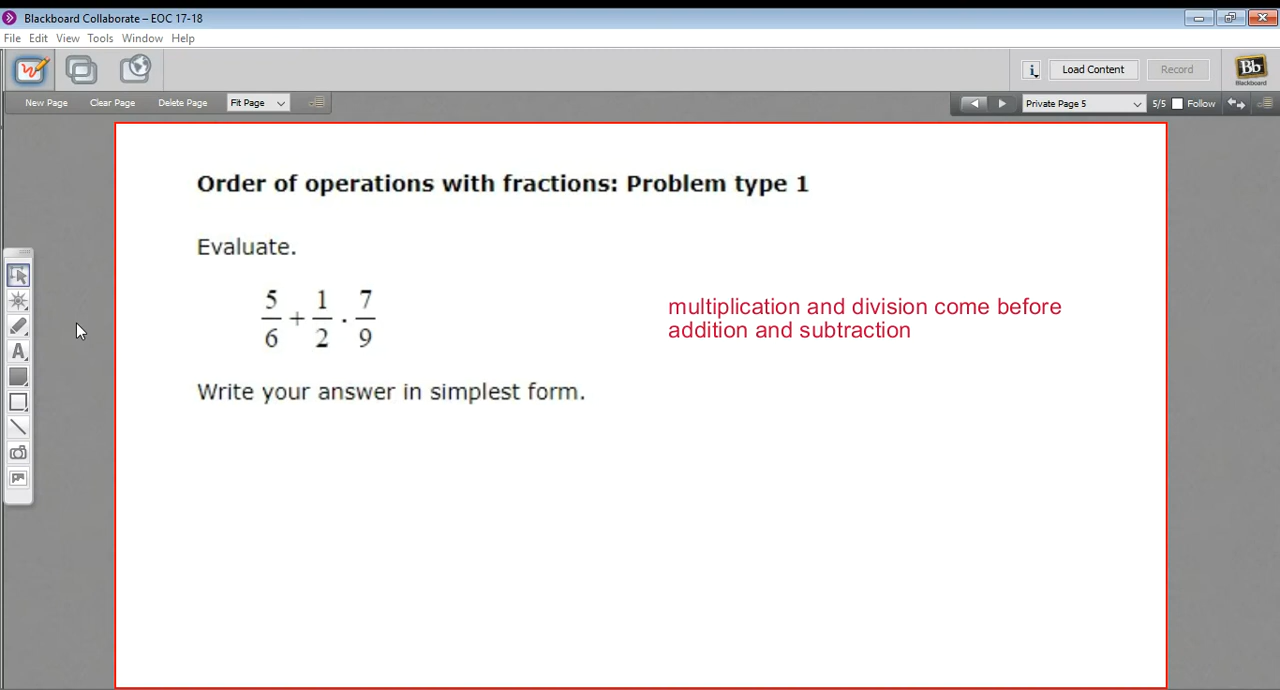 Blackboard Collaborate – EOC 17-18
File Edit View Tools Window Help
i Load Content Record Bb
Blackboard
New Page Clear Page Delete Page Fit Page Private Page 5 5/5 Follow
Order of operations with fractions: Problem type 1
Evaluate.
5/6 + 1/2 · 7/9
multiplication and division come before
addition and subtraction
A
Write your answer in simplest form.